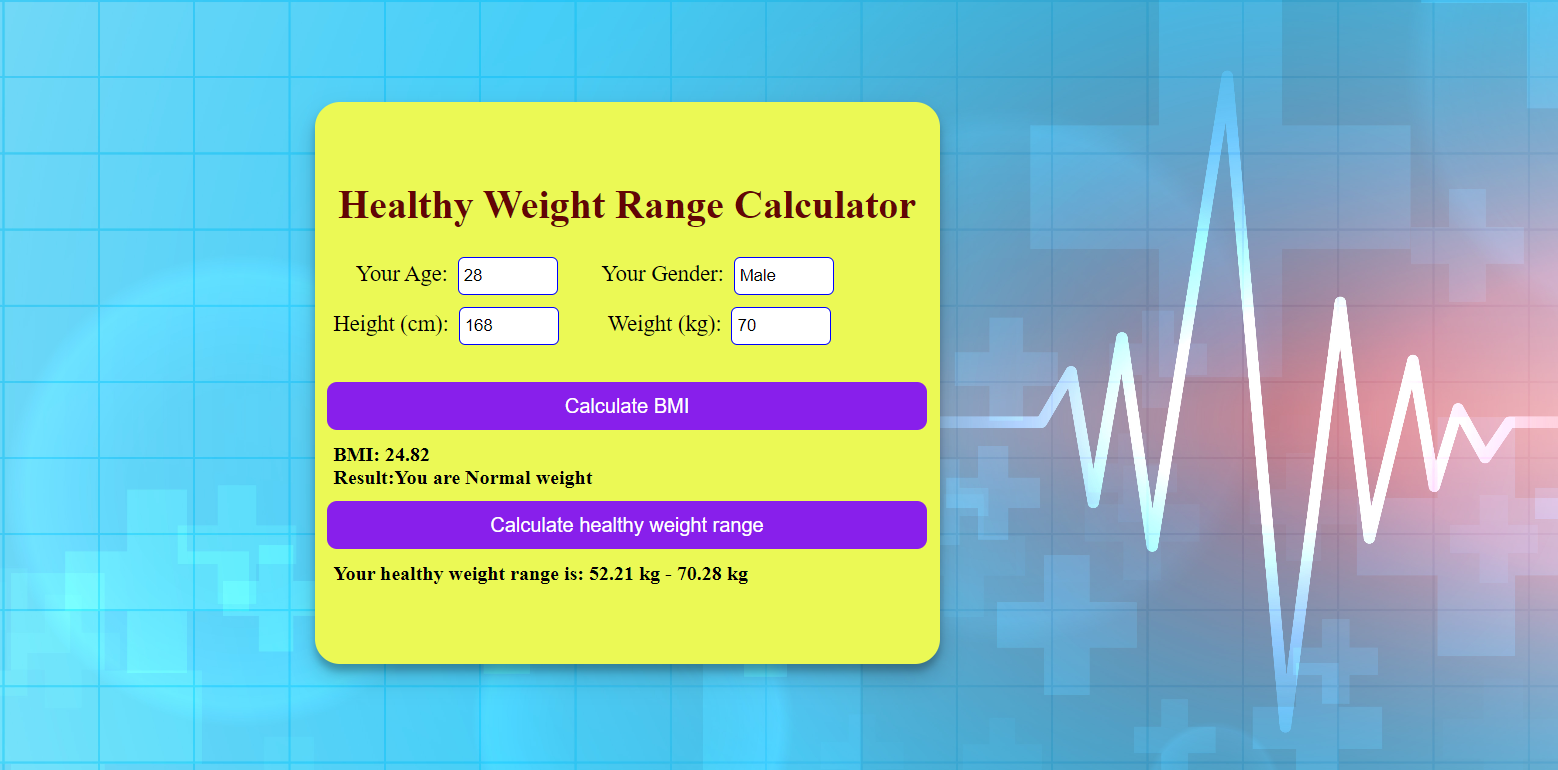 Healthy Weight Range Calculator
Your Age: 28 Your Gender: Male
Height (cm): 168 Weight (kg): 70
Calculate BMI
BMI: 24.82
Result:You are Normal weight
Calculate healthy weight range
Your healthy weight range is: 52.21 kg - 70.28 kg